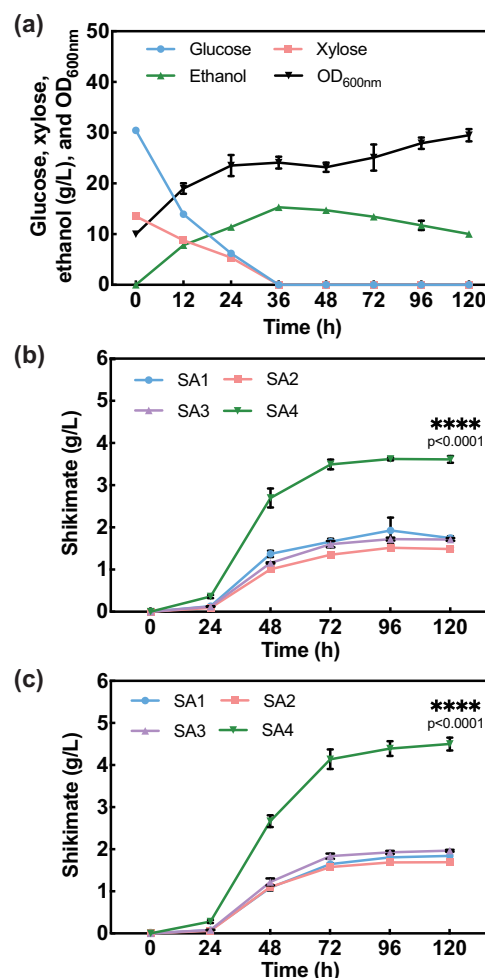 (a)
Glucose Xylose
Ethanol OD600nm
Glucose, xylose,
ethanol (g/L), and OD600nm
50
40
30
20
10
0
0 12 24 36 48 72 96 120
Time (h)
(b)
SA1 SA2
SA3 SA4
****
p<0.0001
Shikimate (g/L)
6
5
4
3
2
1
0
0 24 48 72 96 120
Time (h)
(c)
SA1 SA2
SA3 SA4
****
p<0.0001
Shikimate (g/L)
6
5
4
3
2
1
0
0 24 48 72 96 120
Time (h)